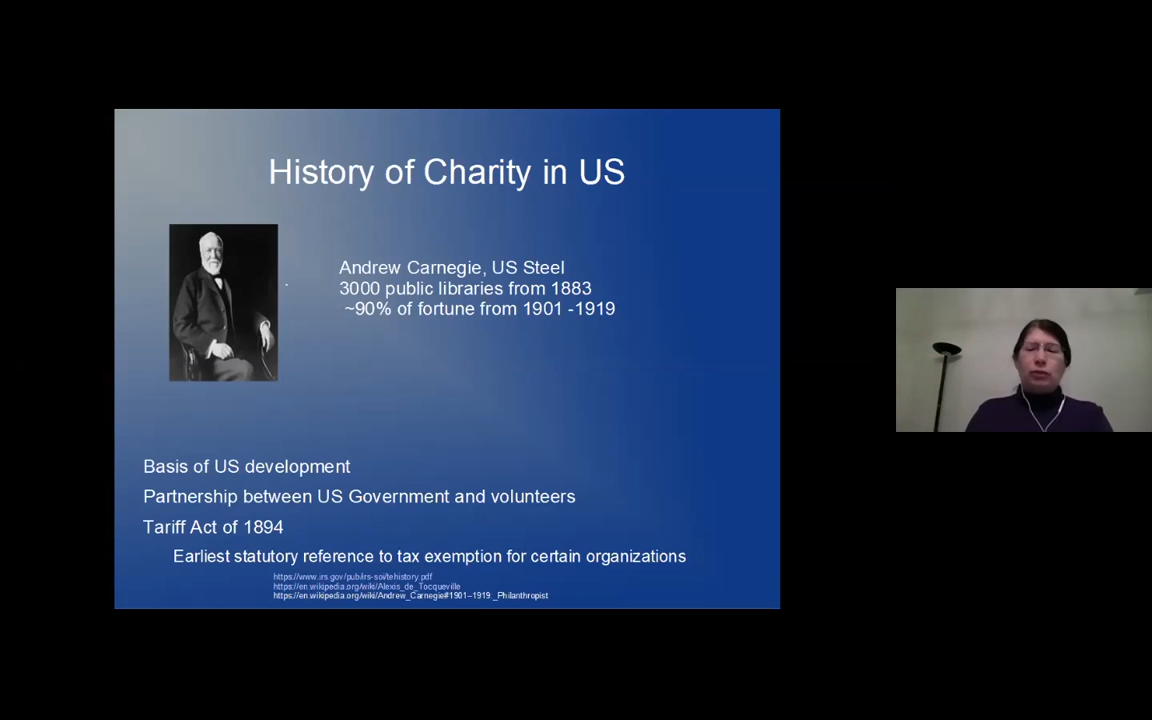 History of Charity in US
Andrew Carnegie, US Steel
3000 public libraries from 1883
~90% of fortune from 1901 -1919
Basis of US development
Partnership between US Government and volunteers
Tariff Act of 1894
Earliest statutory reference to tax exemption for certain organizations
https://www.irs.gov/pub/irs-soi/tehistory.pdf
https://en.wikipedia.org/wiki/Alexis_de_Tocqueville
https://en.wikipedia.org/wiki/Andrew_Carnegie#1901–1919:_Philanthropist